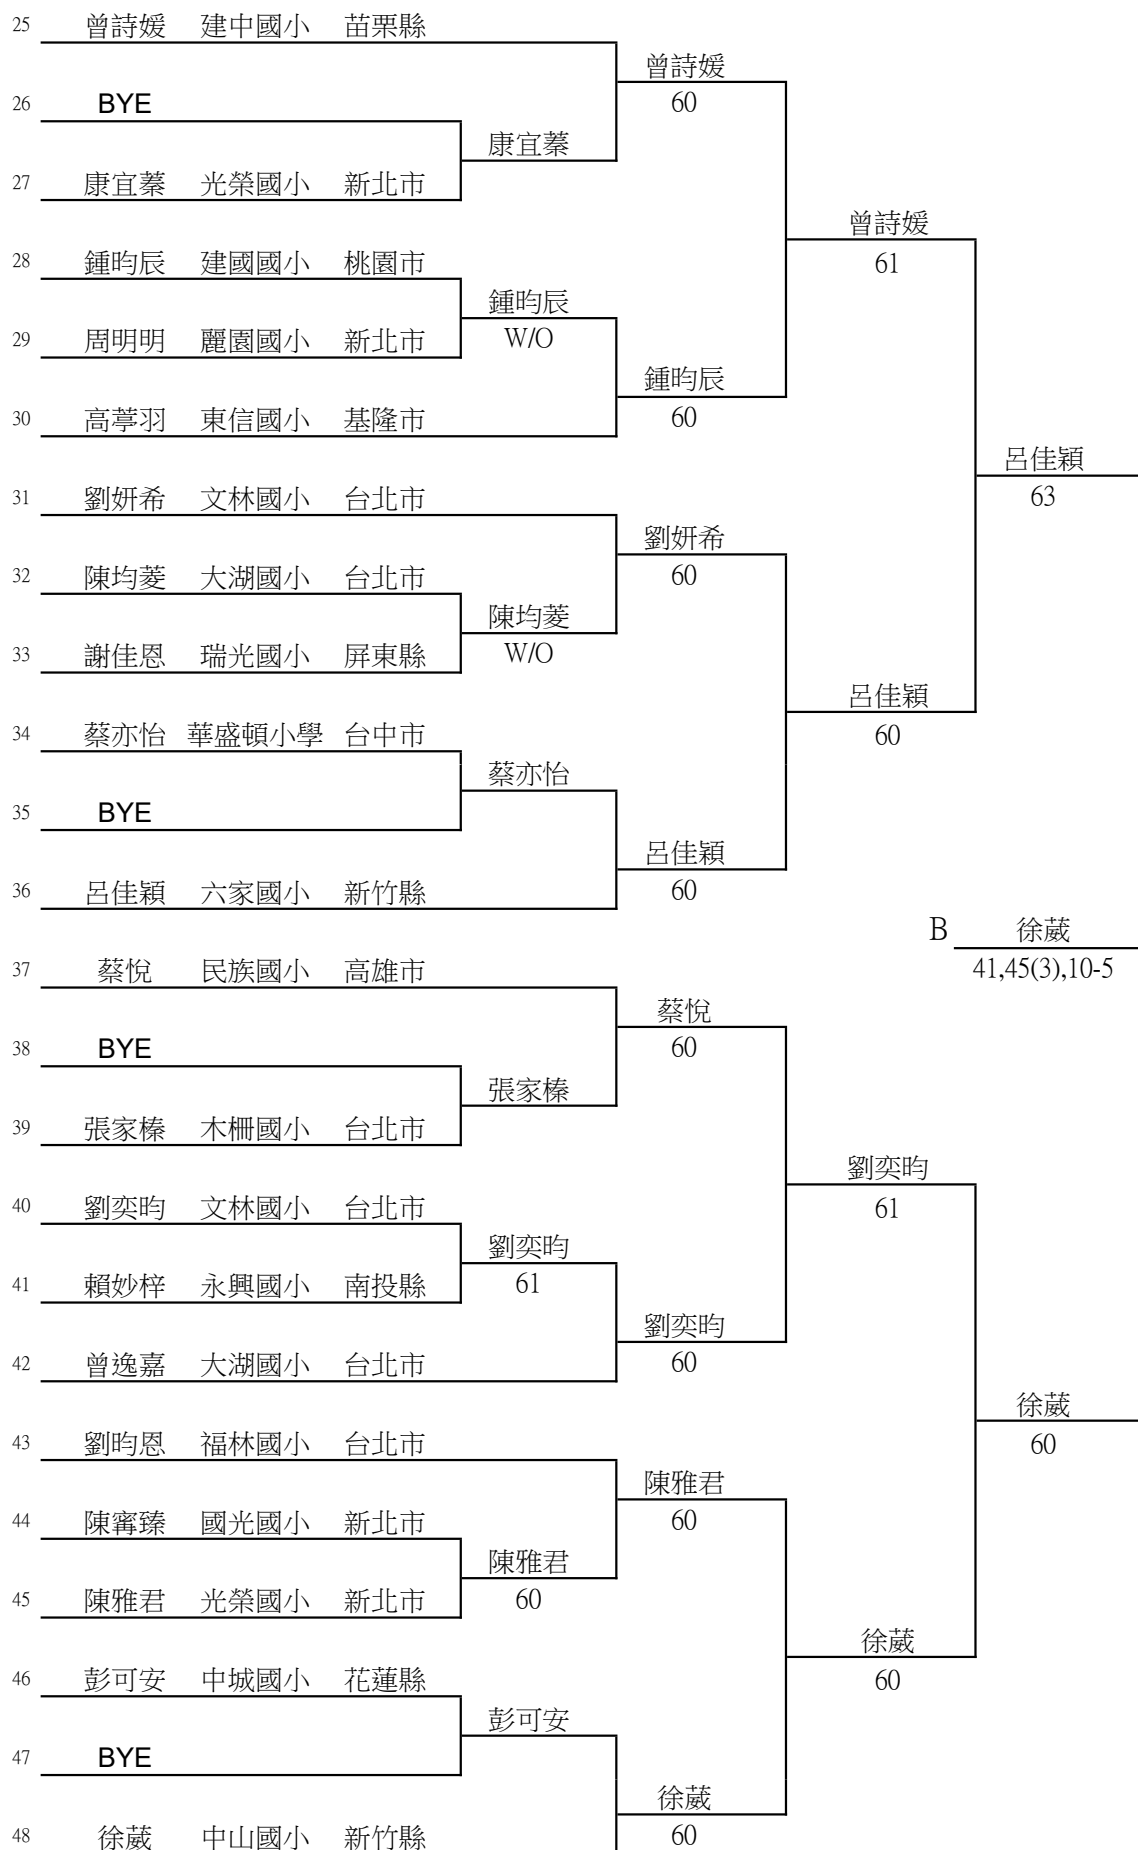 25 曾詩媛 建中國小 苗栗縣
曾詩媛
26 BYE 60
康宜蓁
27 康宜蓁 光榮國小 新北市
曾詩媛
28 鍾昀辰 建國國小 桃園市 61
鍾昀辰
29 周明明 麗園國小 新北市 W/O
鍾昀辰
30 高葶羽 東信國小 基隆市 60
呂佳穎
31 劉妍希 文林國小 台北市 63
劉妍希
32 陳均菱 大湖國小 台北市 60
陳均菱
33 謝佳恩 瑞光國小 屏東縣 W/O
呂佳穎
34 蔡亦怡 華盛頓小學 台中市 60
蔡亦怡
35 BYE
呂佳穎
36 呂佳穎 六家國小 新竹縣 60
B 徐葳
37 蔡悅 民族國小 高雄市 41,45(3),10-5
蔡悅
38 BYE 60
張家榛
39 張家榛 木柵國小 台北市
劉奕昀
40 劉奕昀 文林國小 台北市 61
劉奕昀
41 賴妙梓 永興國小 南投縣 61
劉奕昀
42 曾逸嘉 大湖國小 台北市 60
徐葳
43 劉昀恩 福林國小 台北市 60
陳雅君
44 陳甯臻 國光國小 新北市 60
陳雅君
45 陳雅君 光榮國小 新北市 60
徐葳
46 彭可安 中城國小 花蓮縣 60
彭可安
47 BYE
徐葳
48 徐葳 中山國小 新竹縣 60